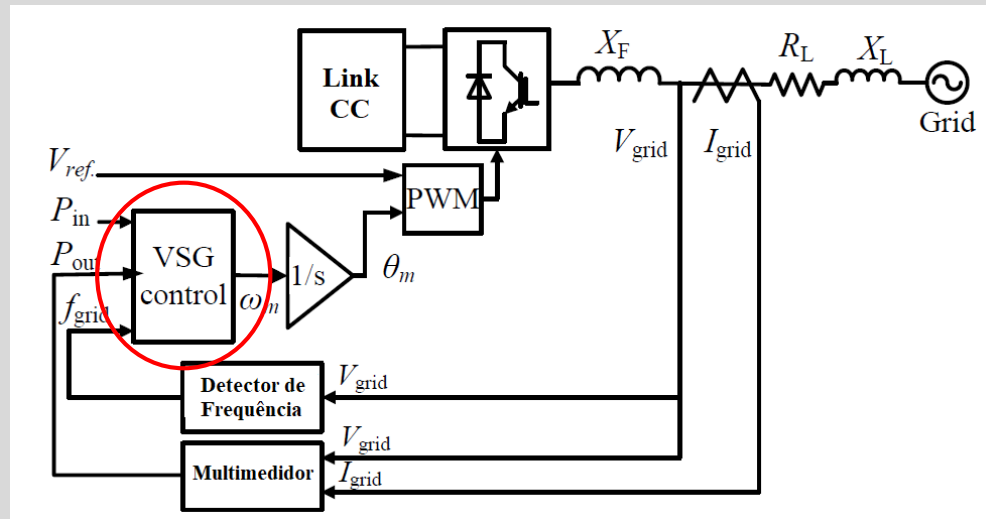 Link
CC
X_F
R_L
X_L
Grid
V_grid
I_grid
V_ref.
P_in
P_out
f_grid
VSG
control
ω_m
1/s
θ_m
PWM
Detector de
Frequência
V_grid
Multimedidor
V_grid
I_grid